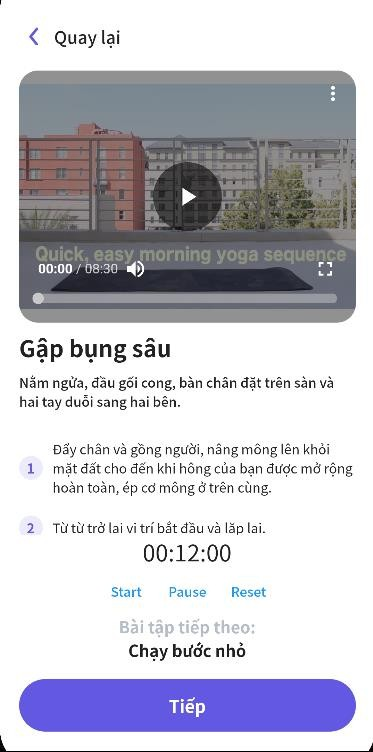 Quay lại
Quick, easy morning yoga sequence
00:00 / 08:30
Gập bụng sâu
Nằm ngửa, đầu gối cong, bàn chân đặt trên sàn và
hai tay duỗi sang hai bên.
1
Đẩy chân và gồng người, nâng mông lên khỏi
mặt đất cho đến khi hông của bạn được mở rộng
hoàn toàn, ép cơ mông ở trên cùng.
2 Từ từ trở lại vị trí bắt đầu và lặp lại.
00:12:00
Start Pause Reset
Bài tập tiếp theo:
Chạy bước nhỏ
Tiếp